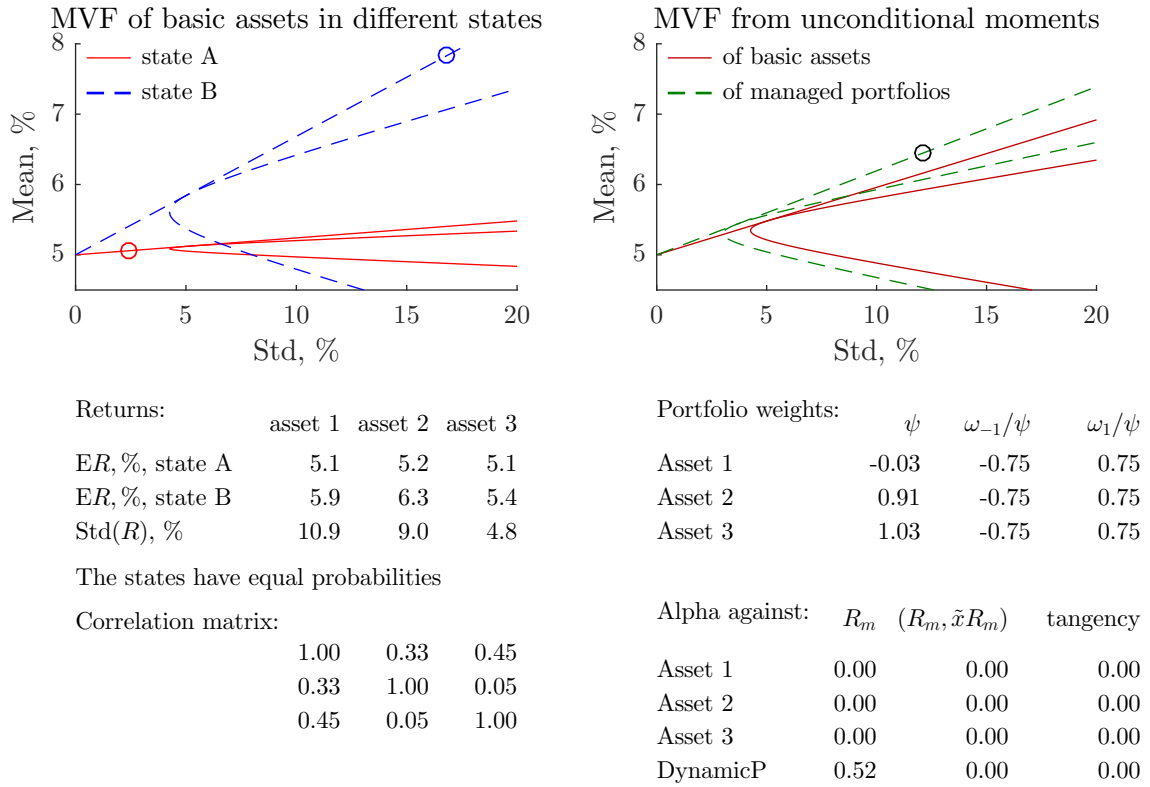 MVF of basic assets in different states
8
7
6
5
Mean, %
state A
state B
0
5
10
15
20
Std, %
MVF from unconditional moments
8
7
6
5
Mean, %
of basic assets
of managed portfolios
0
5
10
15
20
Std, %
Returns:
asset 1 asset 2 asset 3
ER, %, state A 5.1 5.2 5.1
ER, %, state B 5.9 6.3 5.4
Std(R), % 10.9 9.0 4.8
The states have equal probabilities
Correlation matrix:
1.00 0.33 0.45
0.33 1.00 0.05
0.45 0.05 1.00
Portfolio weights: ψ ω₋₁/ψ ω₁/ψ
Asset 1 -0.03 -0.75 0.75
Asset 2 0.91 -0.75 0.75
Asset 3 1.03 -0.75 0.75
Alpha against: Rₘ (Rₘ, x̃Rₘ) tangency
Asset 1 0.00 0.00 0.00
Asset 2 0.00 0.00 0.00
Asset 3 0.00 0.00 0.00
DynamicP 0.52 0.00 0.00